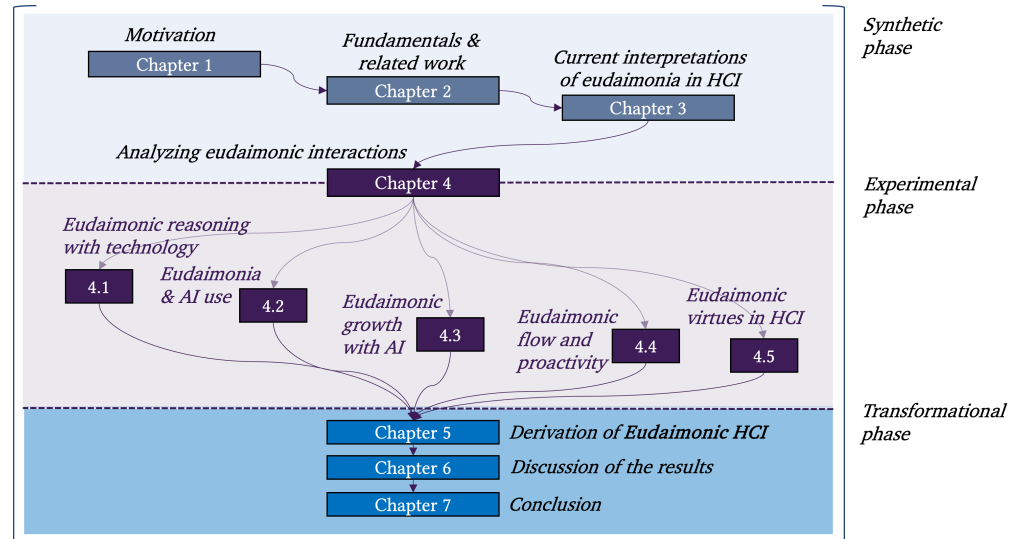 Synthetic
phase
Motivation
Chapter 1
Fundamentals &
related work
Chapter 2
Current interpretations
of eudaimonia in HCI
Chapter 3
Analyzing eudaimonic interactions
Chapter 4
Experimental
phase
Eudaimonic reasoning
with technology
4.1
Eudaimonia
& AI use
4.2
Eudaimonic
growth
with AI
4.3
Eudaimonic
flow and
proactivity
4.4
Eudaimonic
virtues in HCI
4.5
Transformational
phase
Chapter 5
Derivation of Eudaimonic HCI
Chapter 6
Discussion of the results
Chapter 7
Conclusion